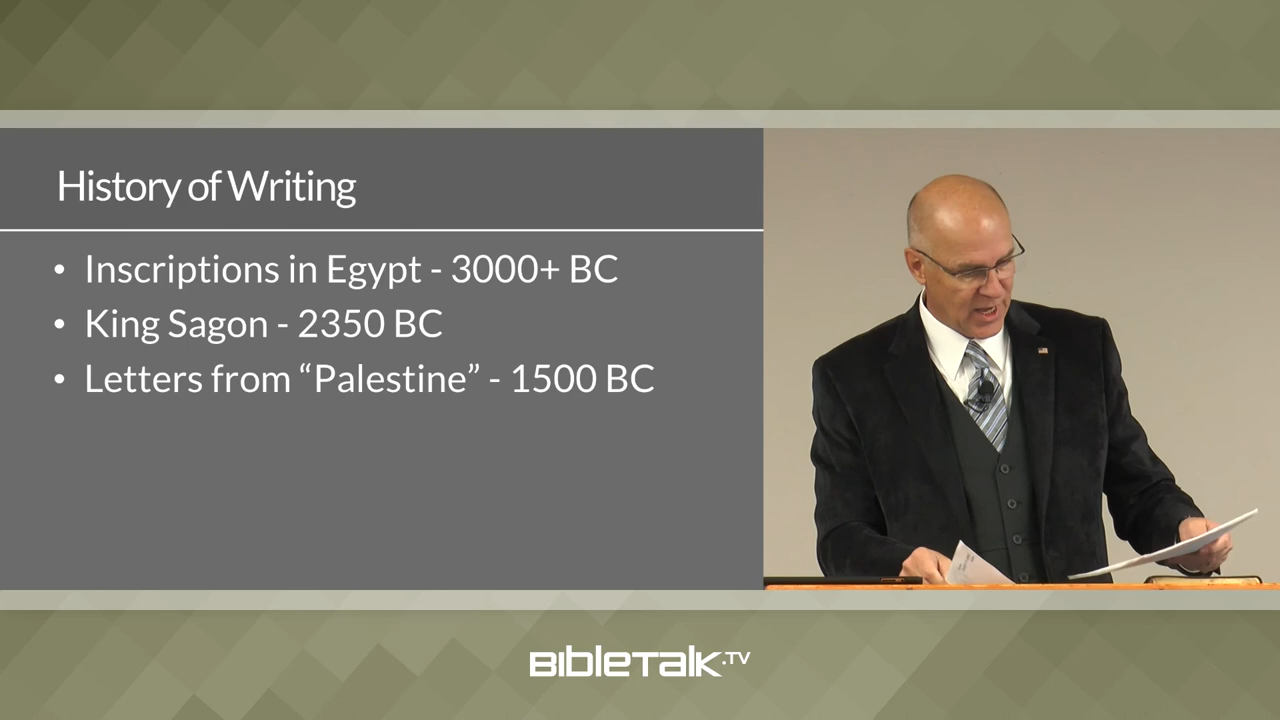 History of Writing
• Inscriptions in Egypt - 3000+ BC
• King Sagon - 2350 BC
• Letters from “Palestine” - 1500 BC
BibleTalk.TV